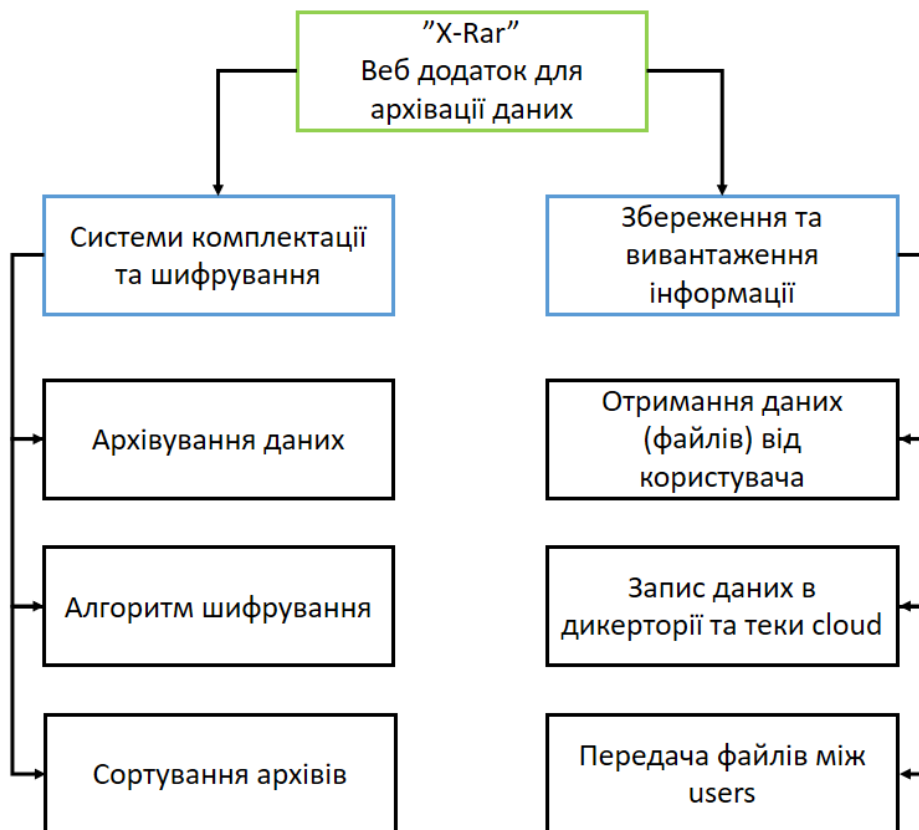 ”X-Rar”
Веб додаток для
архівації даних
Системи комплектації
та шифрування
Збереження та
вивантаження
інформації
Архівування даних
Отримання даних
(файлів) від
користувача
Алгоритм шифрування
Запис даних в
дикерторії та теки cloud
Сортування архівів
Передача файлів між
users